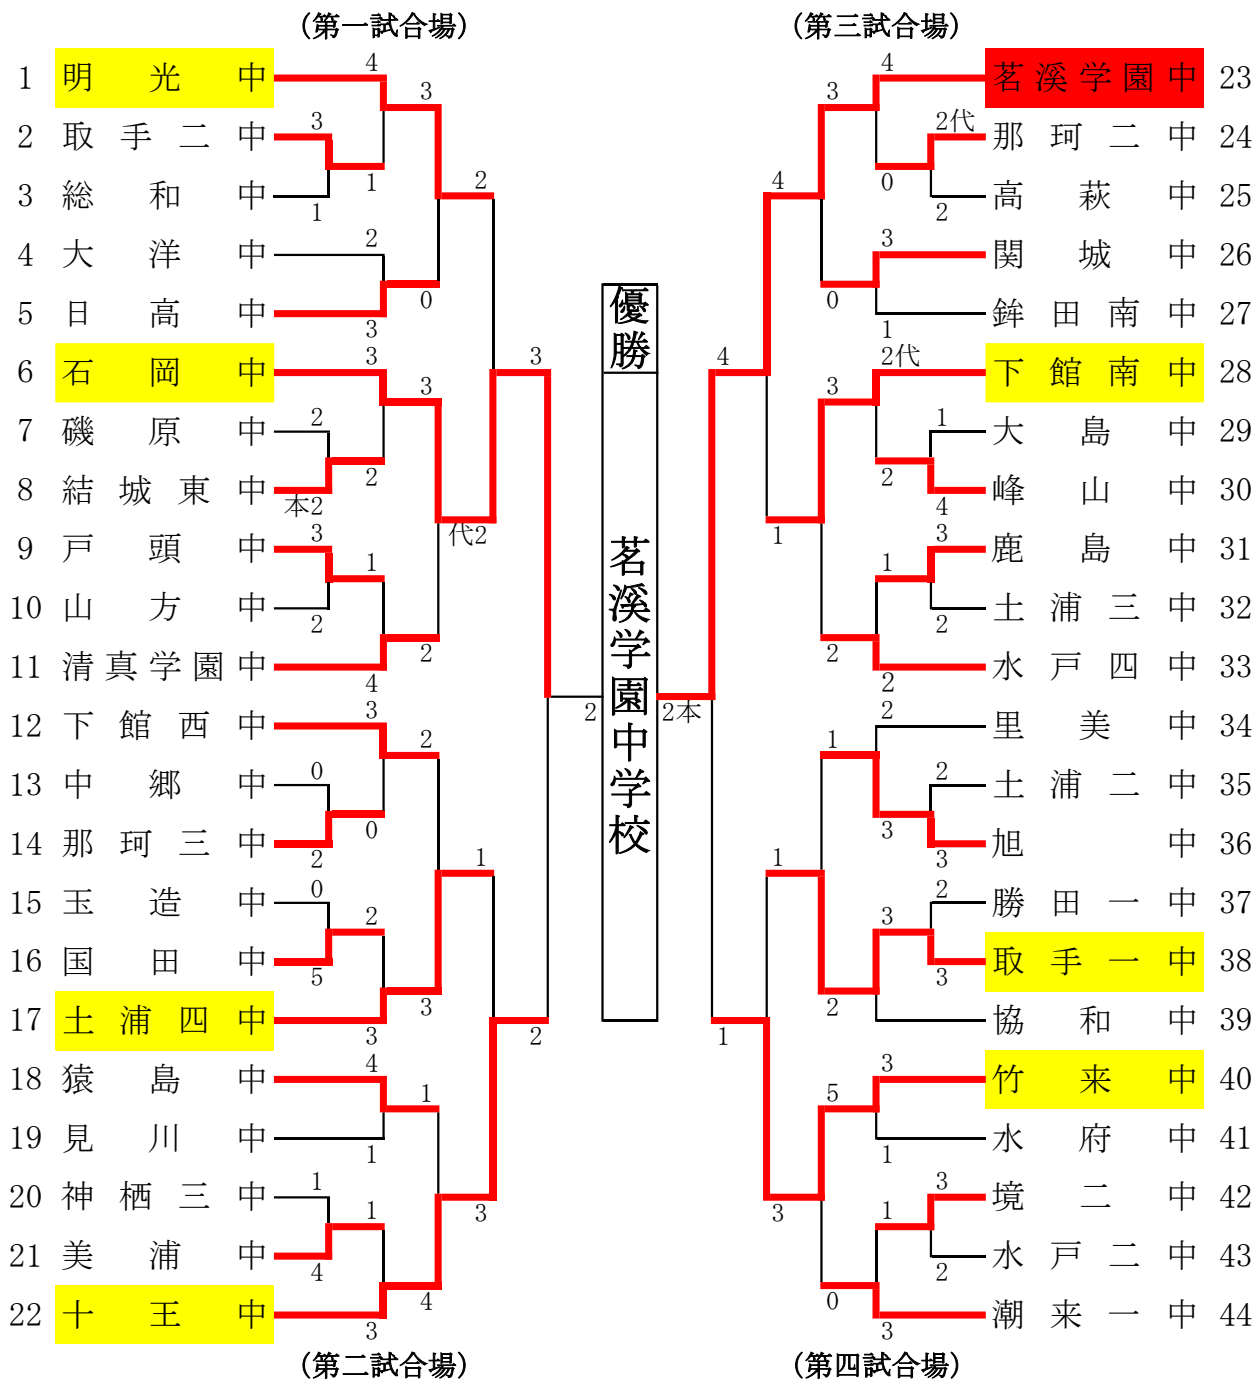 (第一試合場)
(第三試合場)
1 明光中 4
2 取手二中 3
3 総和中 1
1
3
4 大洋中 2
5 日高中 3
0
2
6 石岡中 3
7 磯原中 2
8 結城東中 本2
2
3
9 戸頭中 3
10 山方中 2
1
11 清真学園中 4
2
代2
3
12 下館西中 3
13 中郷中 0
14 那珂三中 2
0
2
15 玉造中 0
16 国田中 5
2
17 土浦四中 3
3
1
18 猿島中 4
19 見川中 1
1
20 神栖三中 1
21 美浦中 4
1
22 十王中 3
4
3
2
2
優勝
茗溪学園中学校
2本
4 茗溪学園中 23
2代 那珂二中 24
2 高萩中 25
0
3
3 関城中 26
1 鉾田南中 27
0
4
2代 下館南中 28
1 大島中 29
4 峰山中 30
2
3
3 鹿島中 31
2 土浦三中 32
1
2 水戸四中 33
2
1
4
2 里美中 34
2 土浦二中 35
3 旭中 36
3
1
2 勝田一中 37
3 取手一中 38
3
協和中 39
2
1
3 竹来中 40
1 水府中 41
5
3 境二中 42
2 水戸二中 43
1
3 潮来一中 44
0
3
1
(第二試合場)
(第四試合場)